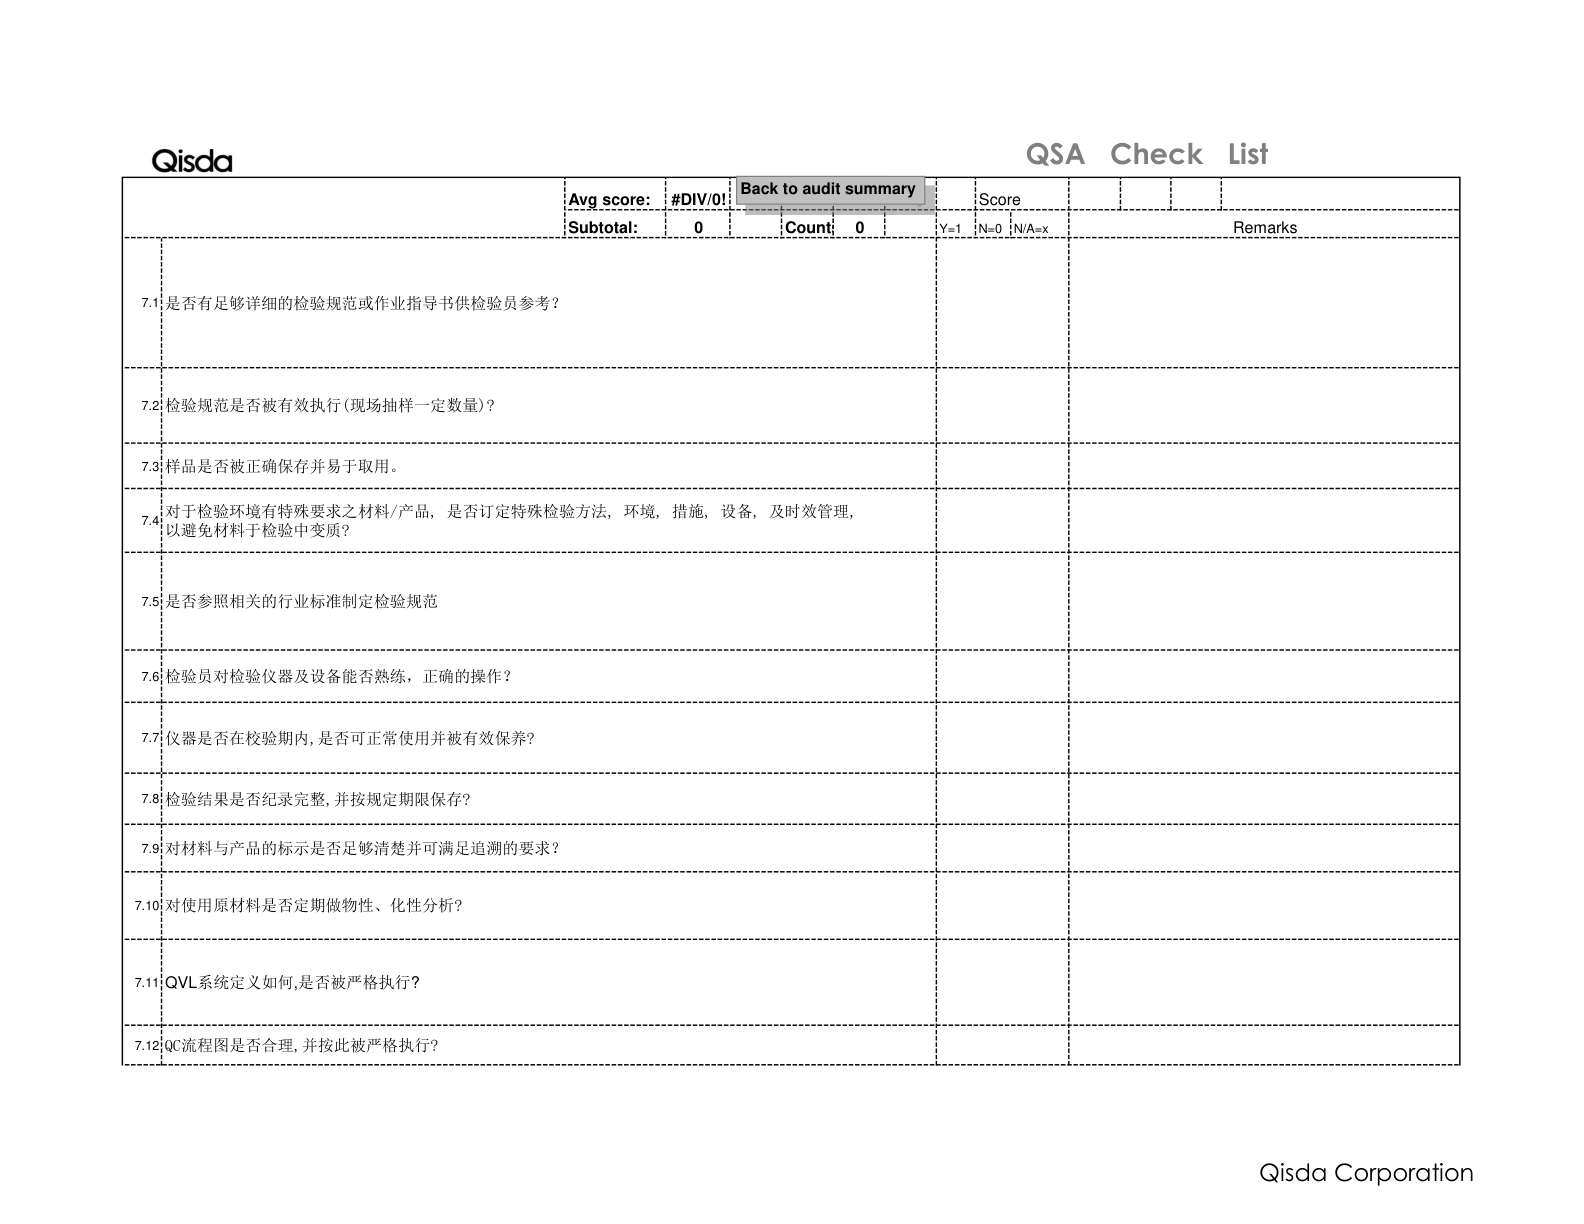 Qisda
QSA Check List
Avg score: #DIV/0! Back to audit summary Score
Subtotal: 0 Count 0 Y=1 N=0 N/A=x Remarks
7.1 是否有足够详细的检验规范或作业指导书供检验员参考?
7.2 检验规范是否被有效执行(现场抽样一定数量)?
7.3 样品是否被正确保存并易于取用。
7.4 对于检验环境有特殊要求之材料/产品, 是否订定特殊检验方法, 环境, 措施, 设备, 及时效管理,
以避免材料于检验中变质?
7.5 是否参照相关的行业标准制定检验规范
7.6 检验员对检验仪器及设备能否熟练，正确的操作?
7.7 仪器是否在校验期内,是否可正常使用并被有效保养?
7.8 检验结果是否纪录完整,并按规定期限保存?
7.9 对材料与产品的标示是否足够清楚并可满足追溯的要求?
7.10 对使用原材料是否定期做物性、化性分析?
7.11 QVL系统定义如何,是否被严格执行?
7.12 QC流程图是否合理,并按此被严格执行?
Qisda Corporation